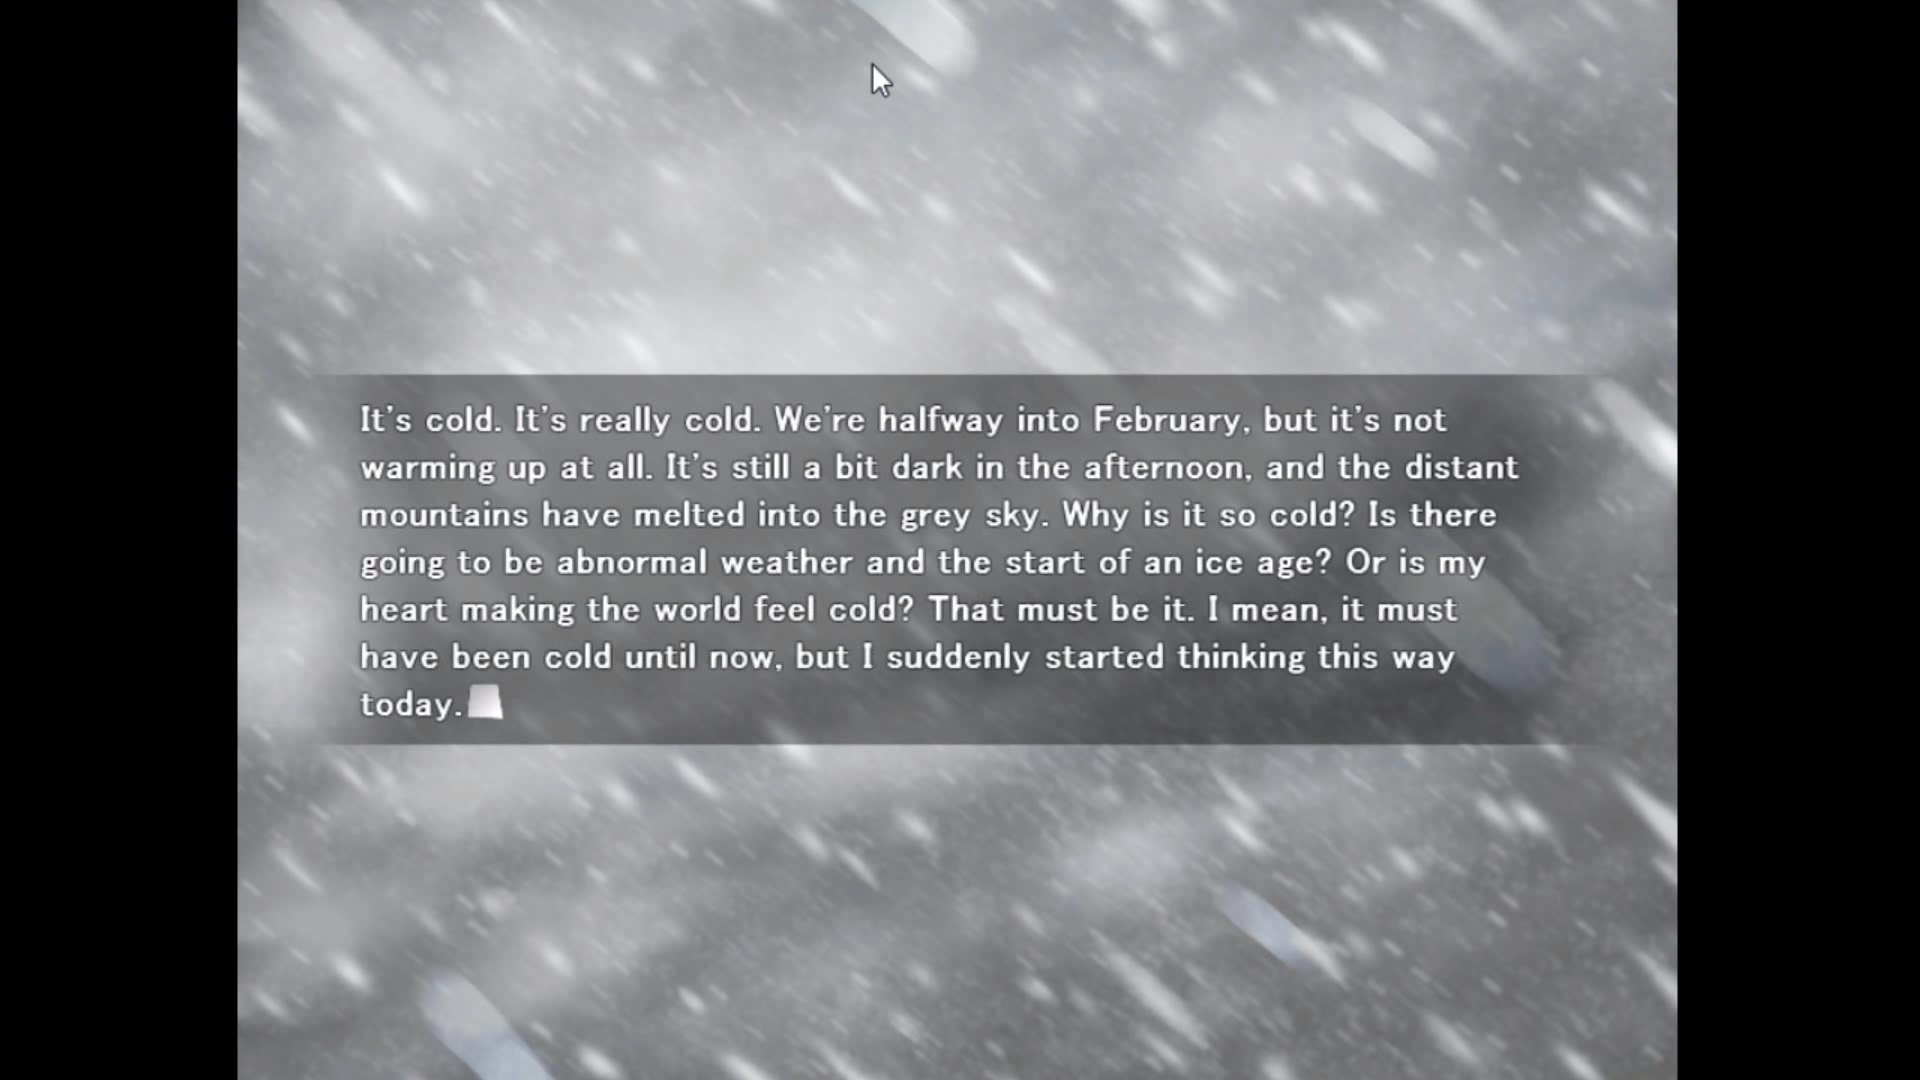 It's cold. It's really cold. We're halfway into February, but it's not
warming up at all. It's still a bit dark in the afternoon, and the distant
mountains have melted into the grey sky. Why is it so cold? Is there
going to be abnormal weather and the start of an ice age? Or is my
heart making the world feel cold? That must be it. I mean, it must
have been cold until now, but I suddenly started thinking this way
today.